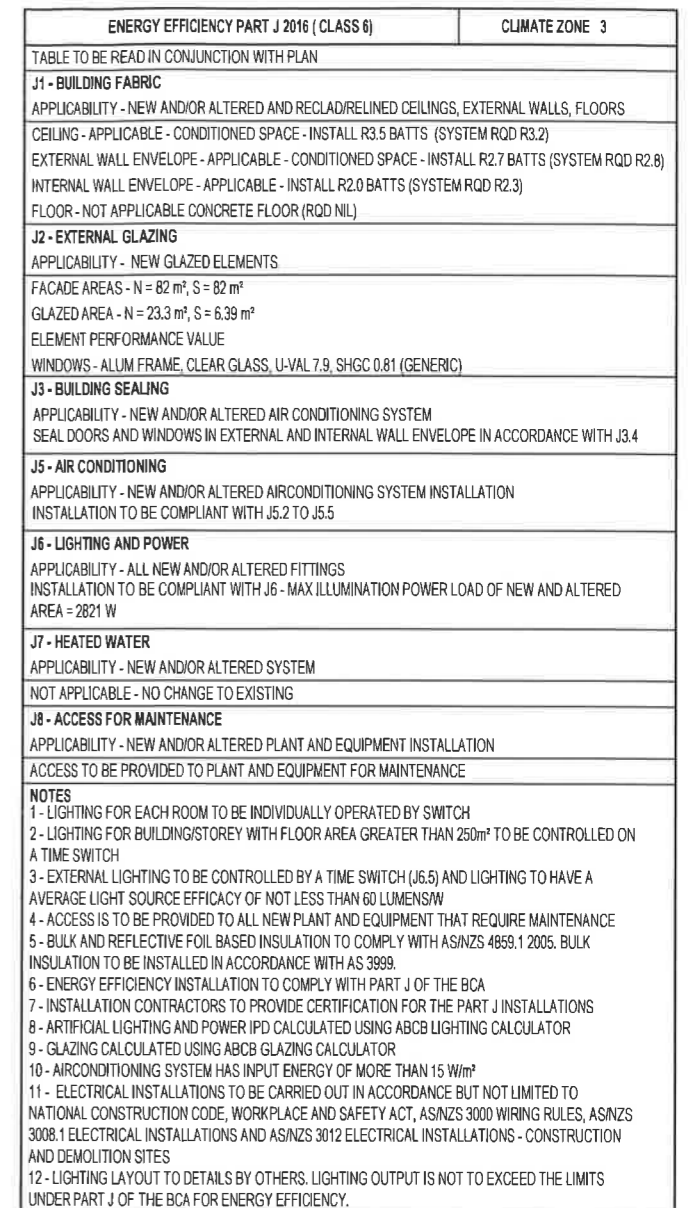 ENERGY EFFICIENCY PART J 2016 ( CLASS 6)
CLIMATE ZONE 3
TABLE TO BE READ IN CONJUNCTION WITH PLAN
J1 - BUILDING FABRIC
APPLICABILITY - NEW AND/OR ALTERED AND RECLAD/RELINED CEILINGS, EXTERNAL WALLS, FLOORS
CEILING - APPLICABLE - CONDITIONED SPACE - INSTALL R3.5 BATTS (SYSTEM RQD R3.2)
EXTERNAL WALL ENVELOPE - APPLICABLE - CONDITIONED SPACE - INSTALL R2.7 BATTS (SYSTEM RQD R2.8)
INTERNAL WALL ENVELOPE - APPLICABLE - INSTALL R2.0 BATTS (SYSTEM RQD R2.3)
FLOOR - NOT APPLICABLE CONCRETE FLOOR (RQD NIL)
J2 - EXTERNAL GLAZING
APPLICABILITY - NEW GLAZED ELEMENTS
FACADE AREAS - N = 82 m², S = 82 m²
GLAZED AREA - N = 23.3 m², S = 6.39 m²
ELEMENT PERFORMANCE VALUE
WINDOWS - ALUM FRAME, CLEAR GLASS, U-VAL 7.9, SHGC 0.81 (GENERIC)
J3 - BUILDING SEALING
APPLICABILITY - NEW AND/OR ALTERED AIR CONDITIONING SYSTEM
SEAL DOORS AND WINDOWS IN EXTERNAL AND INTERNAL WALL ENVELOPE IN ACCORDANCE WITH J3.4
J5 - AIR CONDITIONING
APPLICABILITY - NEW AND/OR ALTERED AIRCONDITIONING SYSTEM INSTALLATION
INSTALLATION TO BE COMPLIANT WITH J5.2 TO J5.5
J6 - LIGHTING AND POWER
APPLICABILITY - ALL NEW AND/OR ALTERED FITTINGS
INSTALLATION TO BE COMPLIANT WITH J6 - MAX ILLUMINATION POWER LOAD OF NEW AND ALTERED
AREA = 2821 W
J7 - HEATED WATER
APPLICABILITY - NEW AND/OR ALTERED SYSTEM
NOT APPLICABLE - NO CHANGE TO EXISTING
J8 - ACCESS FOR MAINTENANCE
APPLICABILITY - NEW AND/OR ALTERED PLANT AND EQUIPMENT INSTALLATION
ACCESS TO BE PROVIDED TO PLANT AND EQUIPMENT FOR MAINTENANCE
NOTES
1 - LIGHTING FOR EACH ROOM TO BE INDIVIDUALLY OPERATED BY SWITCH
2 - LIGHTING FOR BUILDING/STOREY WITH FLOOR AREA GREATER THAN 250m² TO BE CONTROLLED ON
A TIME SWITCH
3 - EXTERNAL LIGHTING TO BE CONTROLLED BY A TIME SWITCH (J6.5) AND LIGHTING TO HAVE A
AVERAGE LIGHT SOURCE EFFICACY OF NOT LESS THAN 60 LUMENS/W
4 - ACCESS IS TO BE PROVIDED TO ALL NEW PLANT AND EQUIPMENT THAT REQUIRE MAINTENANCE
5 - BULK AND REFLECTIVE FOIL BASED INSULATION TO COMPLY WITH AS/NZS 4859.1 2005. BULK
INSULATION TO BE INSTALLED IN ACCORDANCE WITH AS 3999.
6 - ENERGY EFFICIENCY INSTALLATION TO COMPLY WITH PART J OF THE BCA
7 - INSTALLATION CONTRACTORS TO PROVIDE CERTIFICATION FOR THE PART J INSTALLATIONS
8 - ARTIFICIAL LIGHTING AND POWER IPD CALCULATED USING ABCB LIGHTING CALCULATOR
9 - GLAZING CALCULATED USING ABCB GLAZING CALCULATOR
10 - AIRCONDITIONING SYSTEM HAS INPUT ENERGY OF MORE THAN 15 W/m²
11 - ELECTRICAL INSTALLATIONS TO BE CARRIED OUT IN ACCORDANCE BUT NOT LIMITED TO
NATIONAL CONSTRUCTION CODE, WORKPLACE AND SAFETY ACT, AS/NZS 3000 WIRING RULES, AS/NZS
3008.1 ELECTRICAL INSTALLATIONS AND AS/NZS 3012 ELECTRICAL INSTALLATIONS - CONSTRUCTION
AND DEMOLITION SITES
12 - LIGHTING LAYOUT TO DETAILS BY OTHERS. LIGHTING OUTPUT IS NOT TO EXCEED THE LIMITS
UNDER PART J OF THE BCA FOR ENERGY EFFICIENCY.